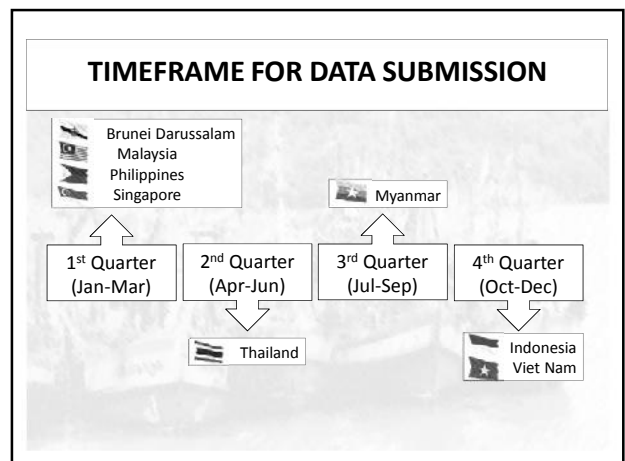 TIMEFRAME FOR DATA SUBMISSION
Brunei Darussalam
Malaysia
Philippines
Singapore
Myanmar
1st Quarter
(Jan-Mar)
2nd Quarter
(Apr-Jun)
3rd Quarter
(Jul-Sep)
4th Quarter
(Oct-Dec)
Thailand
Indonesia
Viet Nam